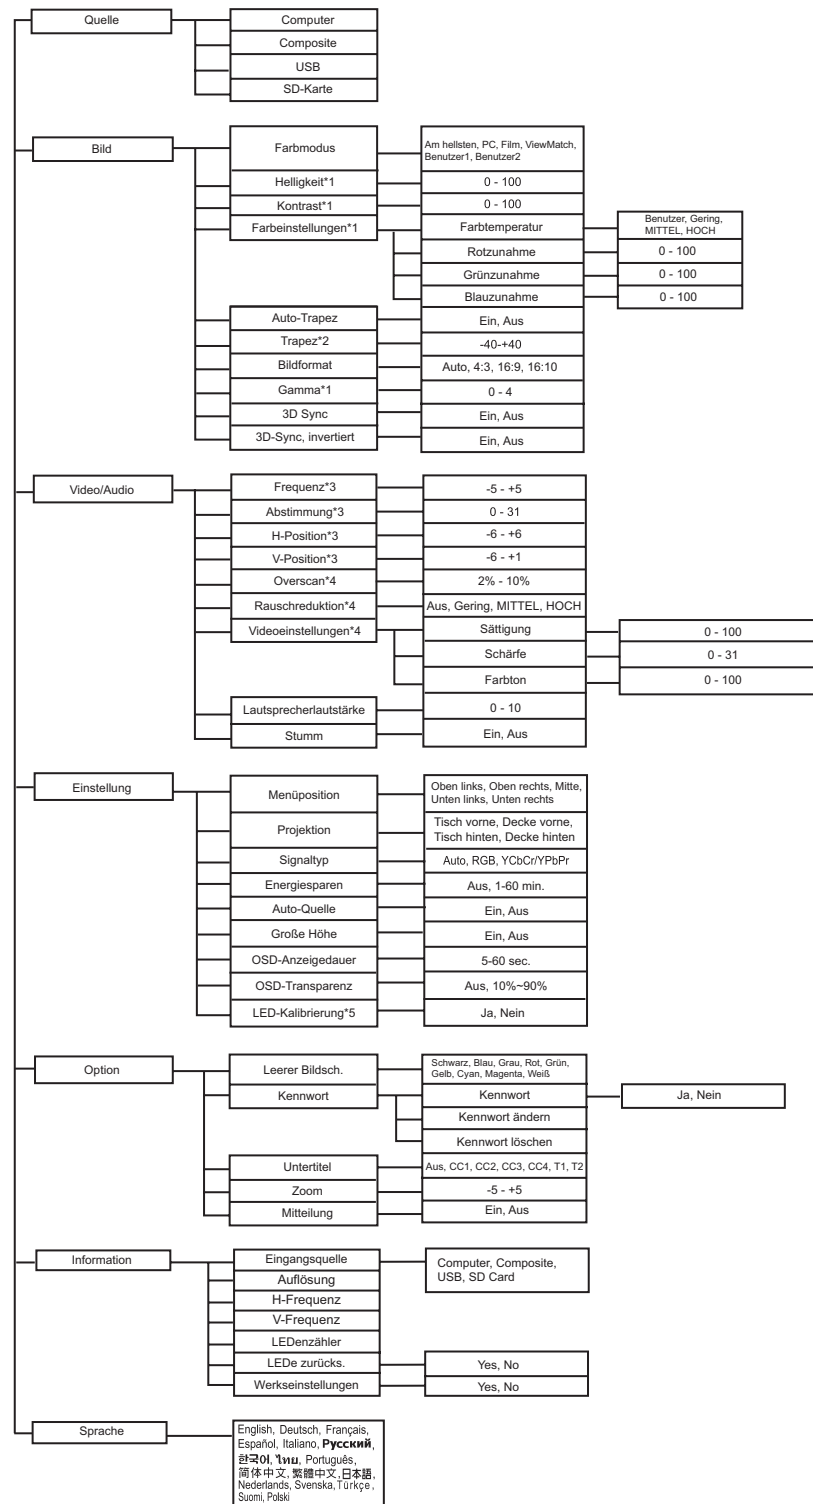 Quelle
Computer
Composite
USB
SD-Karte
Bild
Farbmodus
Am hellsten, PC, Film, ViewMatch,
Benutzer1, Benutzer2
Helligkeit*1
0 - 100
Kontrast*1
0 - 100
Farbeinstellungen*1
Farbtemperatur
Benutzer, Gering,
MITTEL, HOCH
Rotzunahme
0 - 100
Grünzunahme
0 - 100
Blauzunahme
0 - 100
Auto-Trapez
Ein, Aus
Trapez*2
-40-+40
Bildformat
Auto, 4:3, 16:9, 16:10
Gamma*1
0 - 4
3D Sync
Ein, Aus
3D-Sync, invertiert
Ein, Aus
Video/Audio
Frequenz*3
-5 - +5
Abstimmung*3
0 - 31
H-Position*3
-6 - +6
V-Position*3
-6 - +1
Overscan*4
2% - 10%
Rauschreduktion*4
Aus, Gering, MITTEL, HOCH
Videoeinstellungen*4
Sättigung
0 - 100
Schärfe
0 - 31
Farbton
0 - 100
Lautsprecherlautstärke
0 - 10
Stumm
Ein, Aus
Einstellung
Menüposition
Oben links, Oben rechts, Mitte,
Unten links, Unten rechts
Projektion
Tisch vorne, Decke vorne,
Tisch hinten, Decke hinten
Signaltyp
Auto, RGB, YCbCr/YPbPr
Energiesparen
Aus, 1-60 min.
Auto-Quelle
Ein, Aus
Große Höhe
Ein, Aus
OSD-Anzeigedauer
5-60 sec.
OSD-Transparenz
Aus, 10%~90%
LED-Kalibrierung*5
Ja, Nein
Option
Leerer Bildsch.
Schwarz, Blau, Grau, Rot, Grün,
Gelb, Cyan, Magenta, Weiß
Kennwort
Kennwort
Ja, Nein
Kennwort ändern
Kennwort löschen
Untertitel
Aus, CC1, CC2, CC3, CC4, T1, T2
Zoom
-5 - +5
Mitteilung
Ein, Aus
Information
Eingangsquelle
Computer, Composite,
USB, SD Card
Auflösung
H-Frequenz
V-Frequenz
LEDenzähler
LEDe zurücks.
Yes, No
Werkseinstellungen
Yes, No
Sprache
English, Deutsch, Français,
Español, Italiano, Русский,
한국어, ไทย, Português,
简体中文, 繁體中文, 日本語,
Nederlands, Svenska, Türkçe,
Suomi, Polski